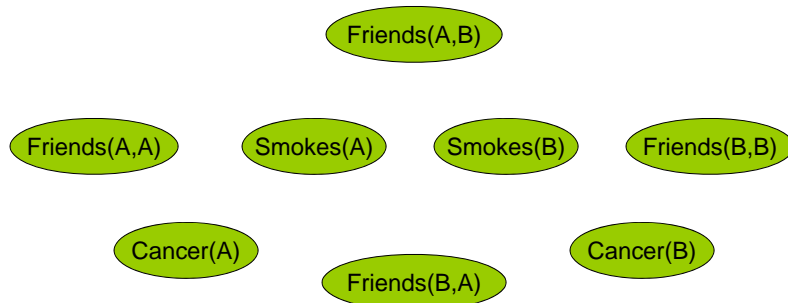 Friends(A,B)
Friends(A,A)
Smokes(A)
Smokes(B)
Friends(B,B)
Cancer(A)
Cancer(B)
Friends(B,A)